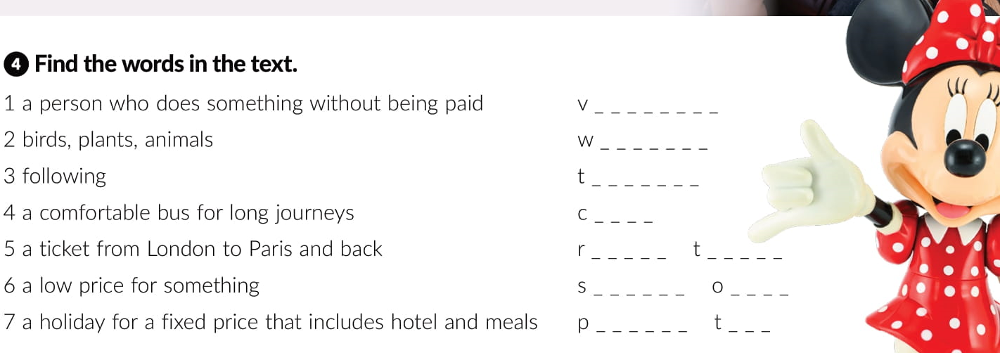 4 Find the words in the text.
1 a person who does something without being paid v _ _ _ _ _ _ _ _
2 birds, plants, animals w _ _ _ _ _ _ _
3 following t _ _ _ _ _ _ _
4 a comfortable bus for long journeys c _ _ _ _
5 a ticket from London to Paris and back r _ _ _ _ _ t _ _ _ _ _
6 a low price for something s _ _ _ _ _ _ o _ _ _ _
7 a holiday for a fixed price that includes hotel and meals p _ _ _ _ _ _ t _ _ _